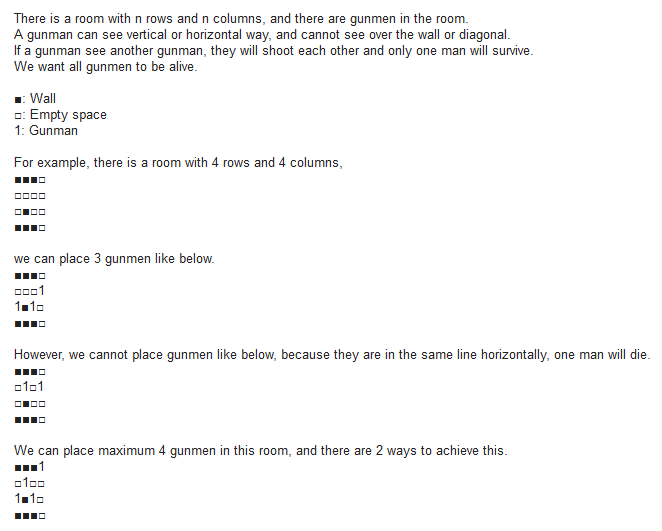 There is a room with n rows and n columns, and there are gunmen in the room.
A gunman can see vertical or horizontal way, and cannot see over the wall or diagonal.
If a gunman see another gunman, they will shoot each other and only one man will survive.
We want all gunmen to be alive.
■: Wall
□: Empty space
1: Gunman
For example, there is a room with 4 rows and 4 columns,
■■■□
□□□□
□■□□
■■■□
we can place 3 gunmen like below.
■■■□
□□□1
1■1□
■■■□
However, we cannot place gunmen like below, because they are in the same line horizontally, one man will die.
■■■□
□1□1
□■□□
■■■□
We can place maximum 4 gunmen in this room, and there are 2 ways to achieve this.
■■■1
□1□□
1■1□
■■■□